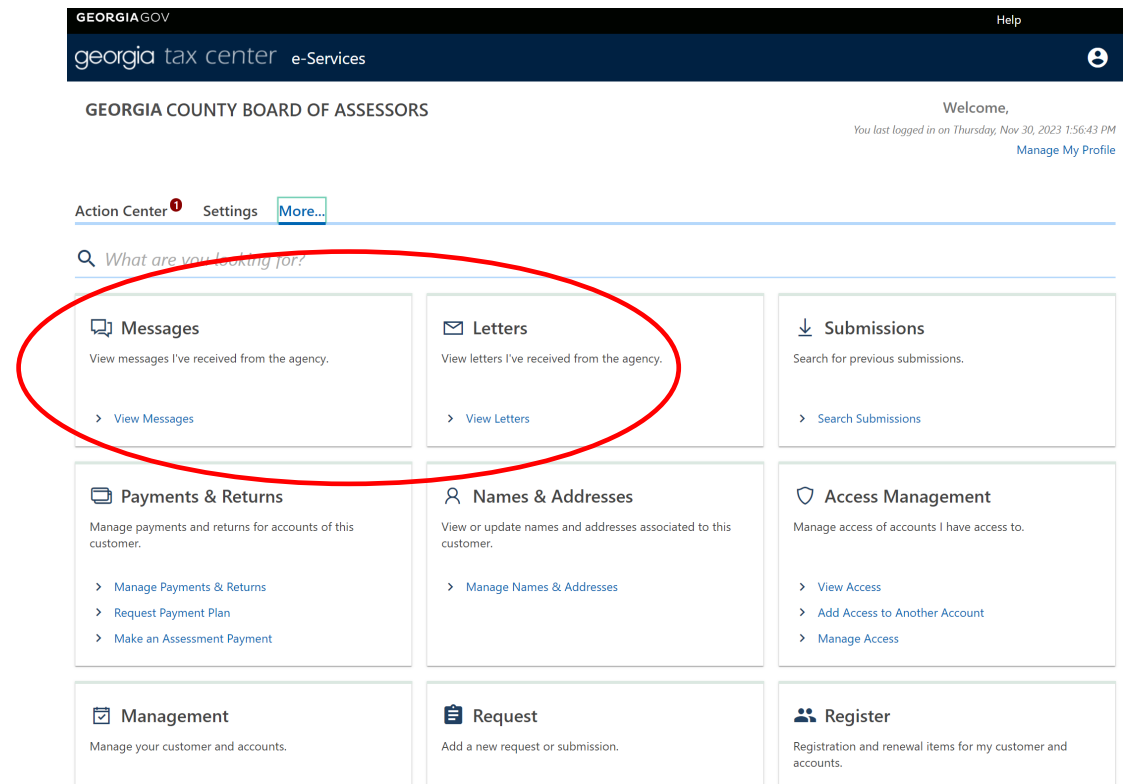 GEORGIAGOV
Help
georgia tax center e-Services
GEORGIA COUNTY BOARD OF ASSESSORS
Welcome,
You last logged in on Thursday, Nov 30, 2023 1:56:43 PM
Manage My Profile
Action Center 1 Settings More...
What are you looking for?
Messages
View messages I've received from the agency.
View Messages
Letters
View letters I've received from the agency.
View Letters
Submissions
Search for previous submissions.
Search Submissions
Payments & Returns
Manage payments and returns for accounts of this
customer.
Manage Payments & Returns
Request Payment Plan
Make an Assessment Payment
Names & Addresses
View or update names and addresses associated to this
customer.
Manage Names & Addresses
Access Management
Manage access of accounts I have access to.
View Access
Add Access to Another Account
Manage Access
Management
Manage your customer and accounts.
Request
Add a new request or submission.
Register
Registration and renewal items for my customer and
accounts.